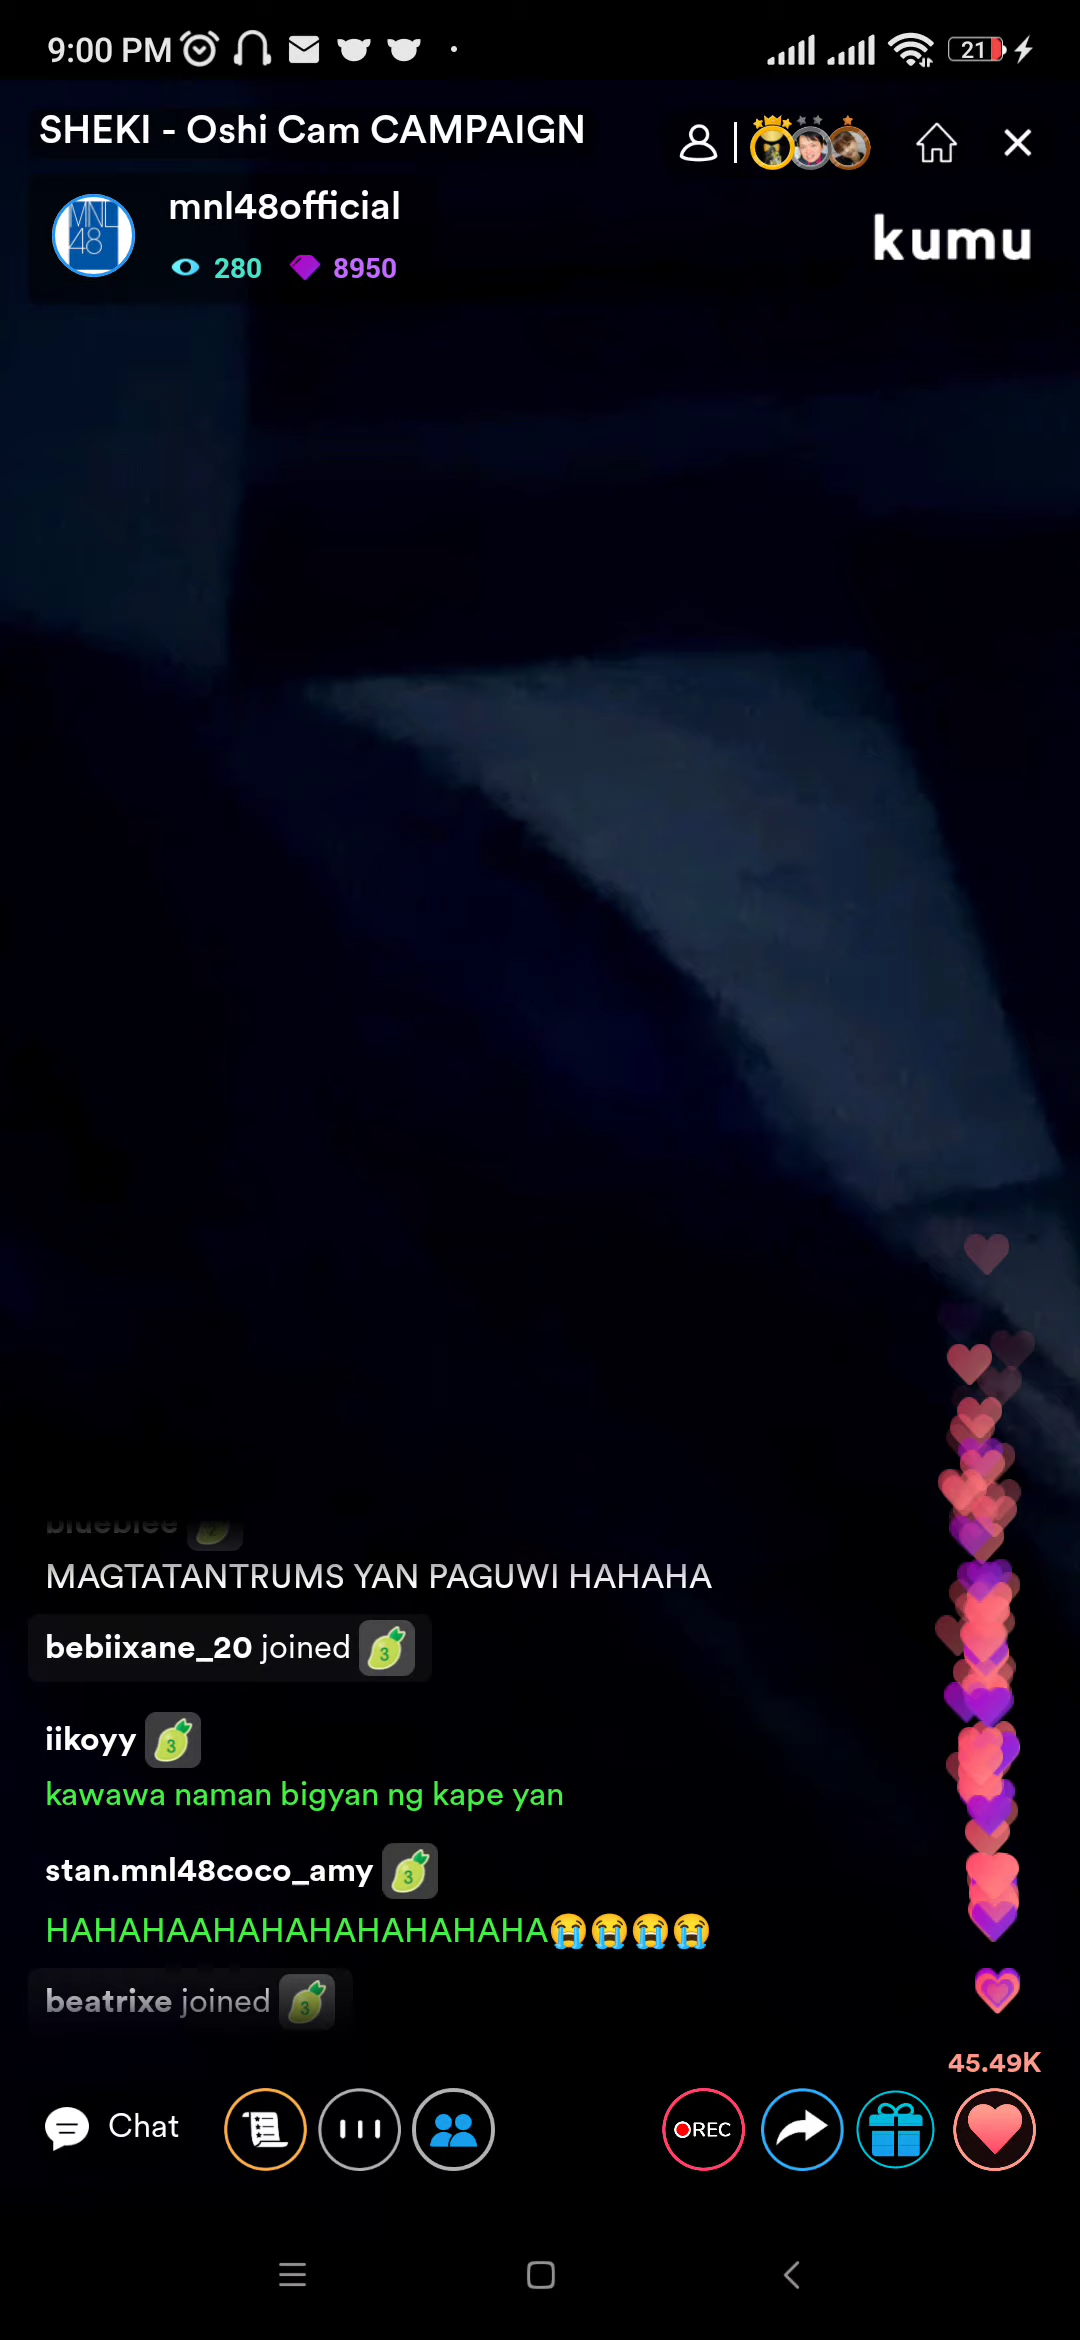 9:00 PM
21
SHEKI - Oshi Cam CAMPAIGN
MNL
48
mnl48official
280 8950
kumu
MAGTATANTRUMS YAN PAGUWI HAHAHA
bebiixane_20 joined 3
iikoyy 3
kawawa naman bigyan ng kape yan
stan.mnl48coco_amy 3
HAHAHAAHAHAHAHAHAHAHA😭😭😭😭
beatrixe joined 3
45.49K
Chat
REC